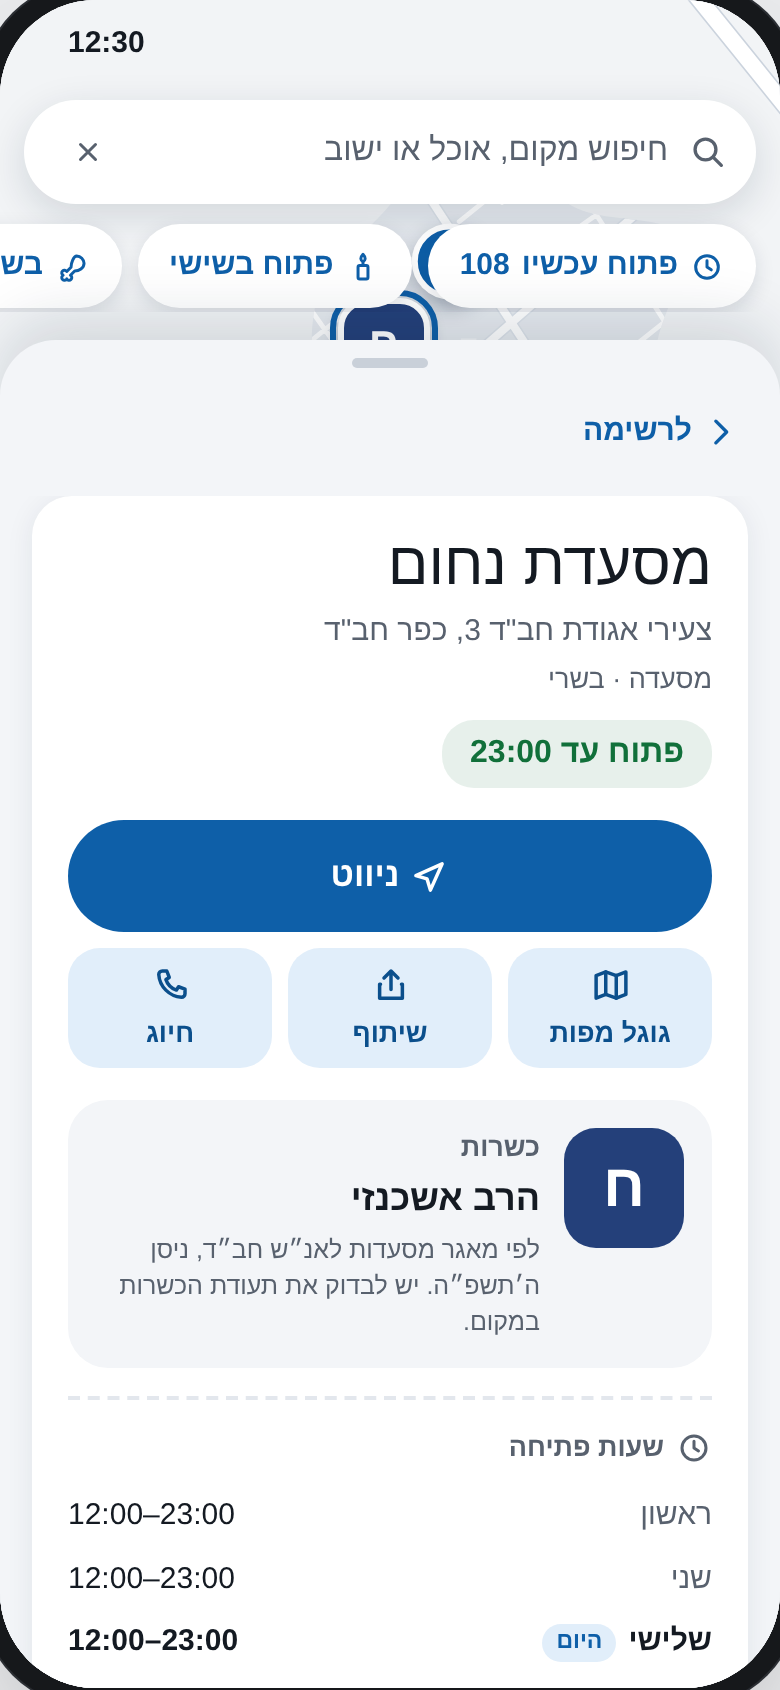 12:30
חיפוש מקום, אוכל או ישוב
פתוח עכשיו 108
פתוח בשישי
בש
לרשימה
מסעדת נחום
צעירי אגודת חב"ד 3, כפר חב"ד
מסעדה · בשרי
פתוח עד 23:00
ניווט
גוגל מפות
שיתוף
חיוג
ח
כשרות
הרב אשכנזי
לפי מאגר מסעדות לאנ״ש חב״ד, ניסן
ה׳תשפ״ה. יש לבדוק את תעודת הכשרות
במקום.
שעות פתיחה
ראשון 12:00–23:00
שני 12:00–23:00
שלישי היום 12:00–23:00